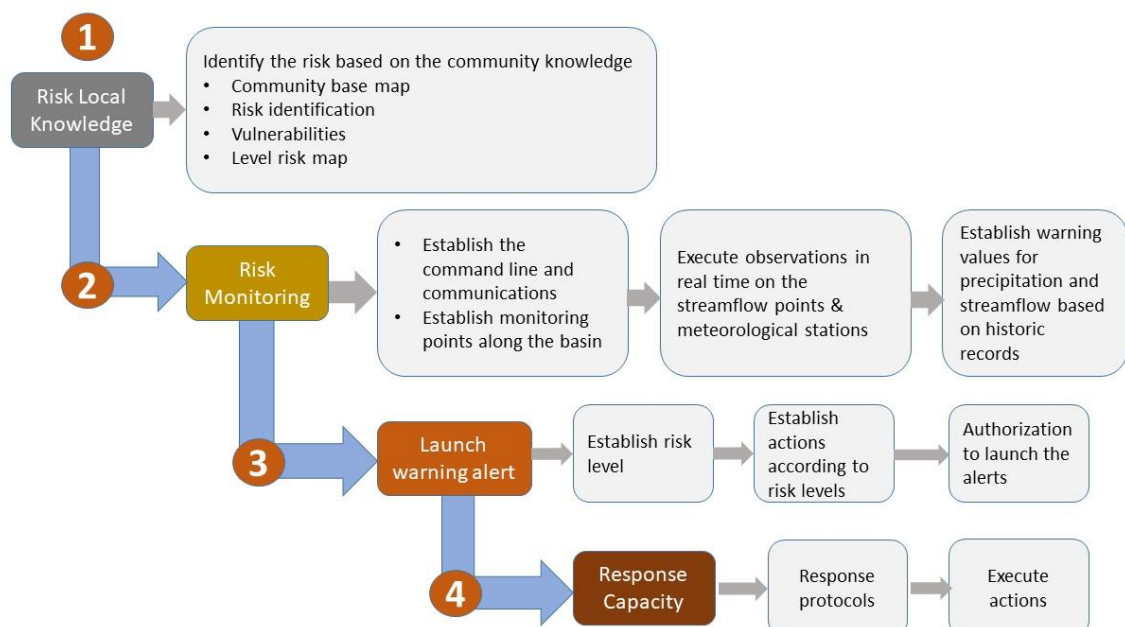 1
Risk Local
Knowledge
Identify the risk based on the community knowledge
• Community base map
• Risk identification
• Vulnerabilities
• Level risk map
2
Risk
Monitoring
• Establish the
command line and
communications
• Establish monitoring
points along the basin
Execute observations in
real time on the
streamflow points &
meteorological stations
Establish warning
values for
precipitation and
streamflow based
on historic
records
3
Launch
warning alert
Establish risk
level
Establish
actions
according to
risk levels
Authorization
to launch the
alerts
4
Response
Capacity
Response
protocols
Execute
actions